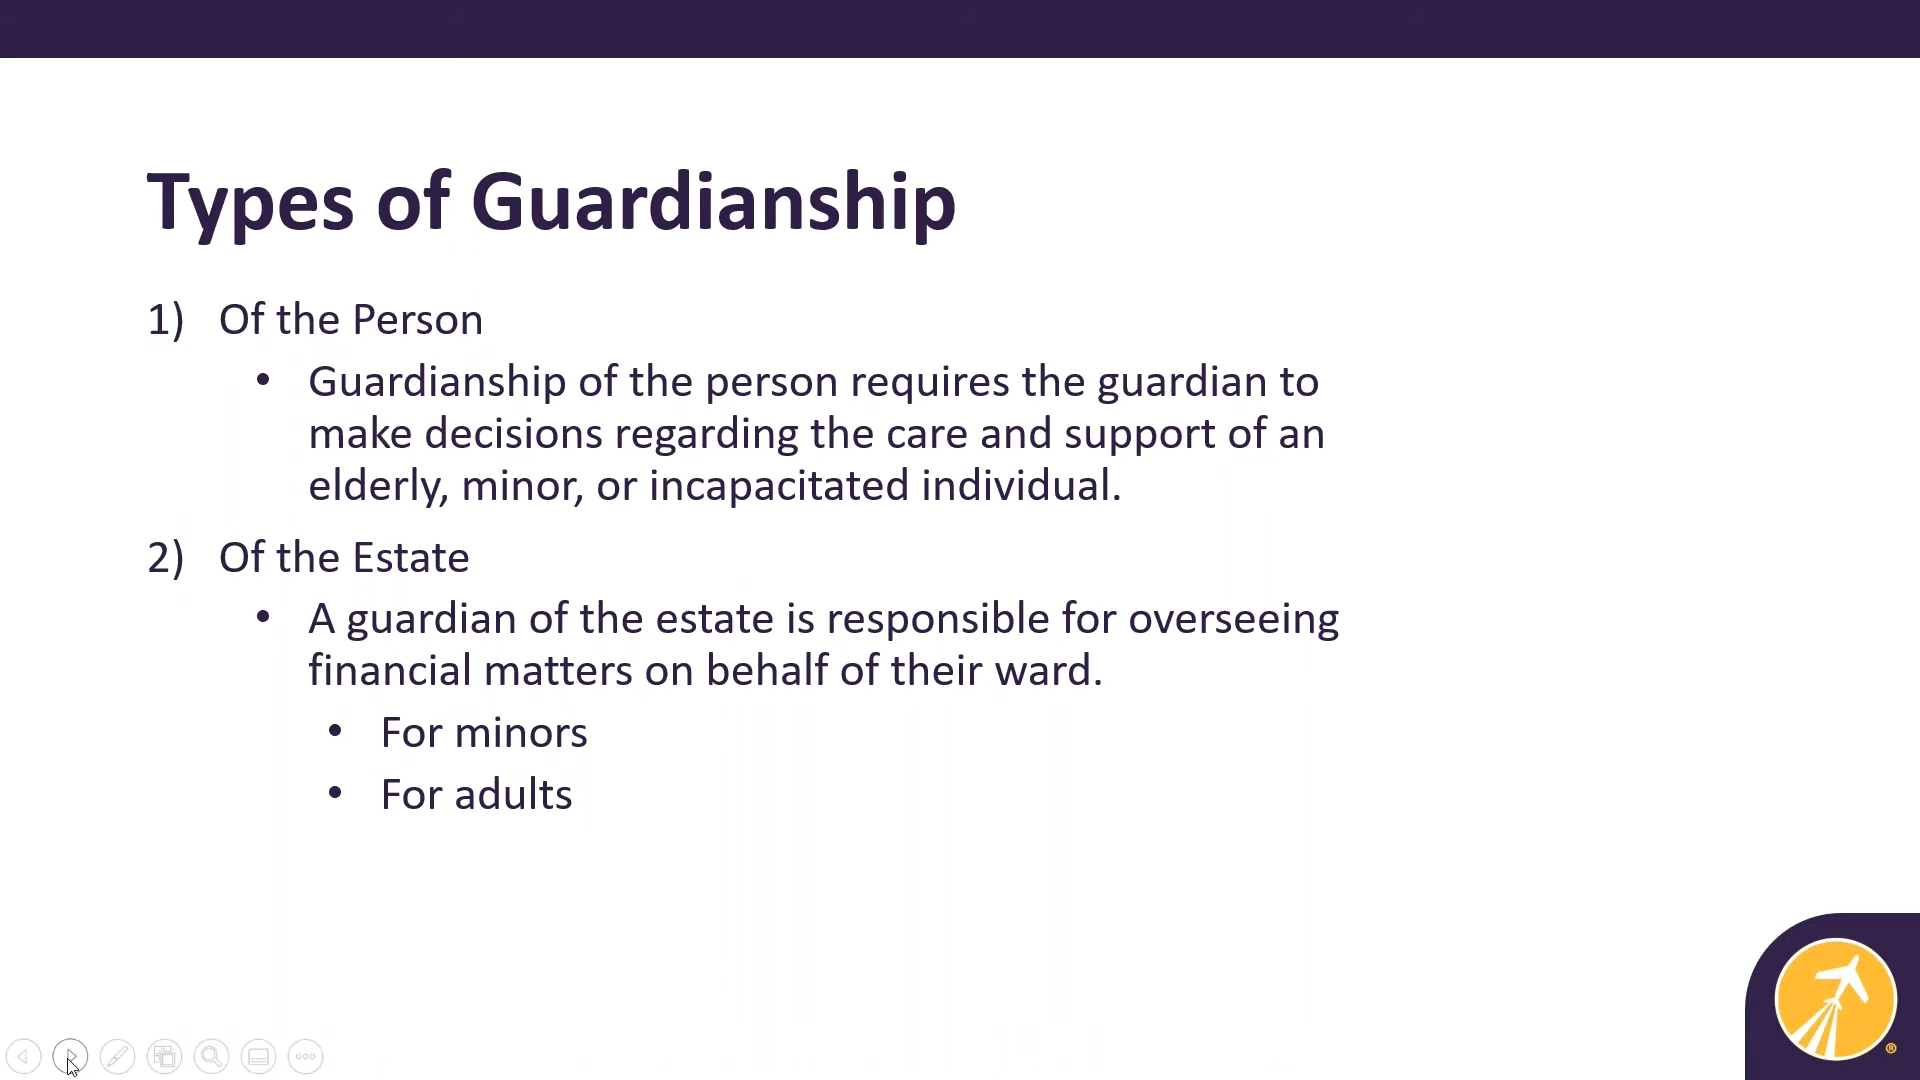 Types of Guardianship
1) Of the Person
• Guardianship of the person requires the guardian to
make decisions regarding the care and support of an
elderly, minor, or incapacitated individual.
2) Of the Estate
• A guardian of the estate is responsible for overseeing
financial matters on behalf of their ward.
• For minors
• For adults
®